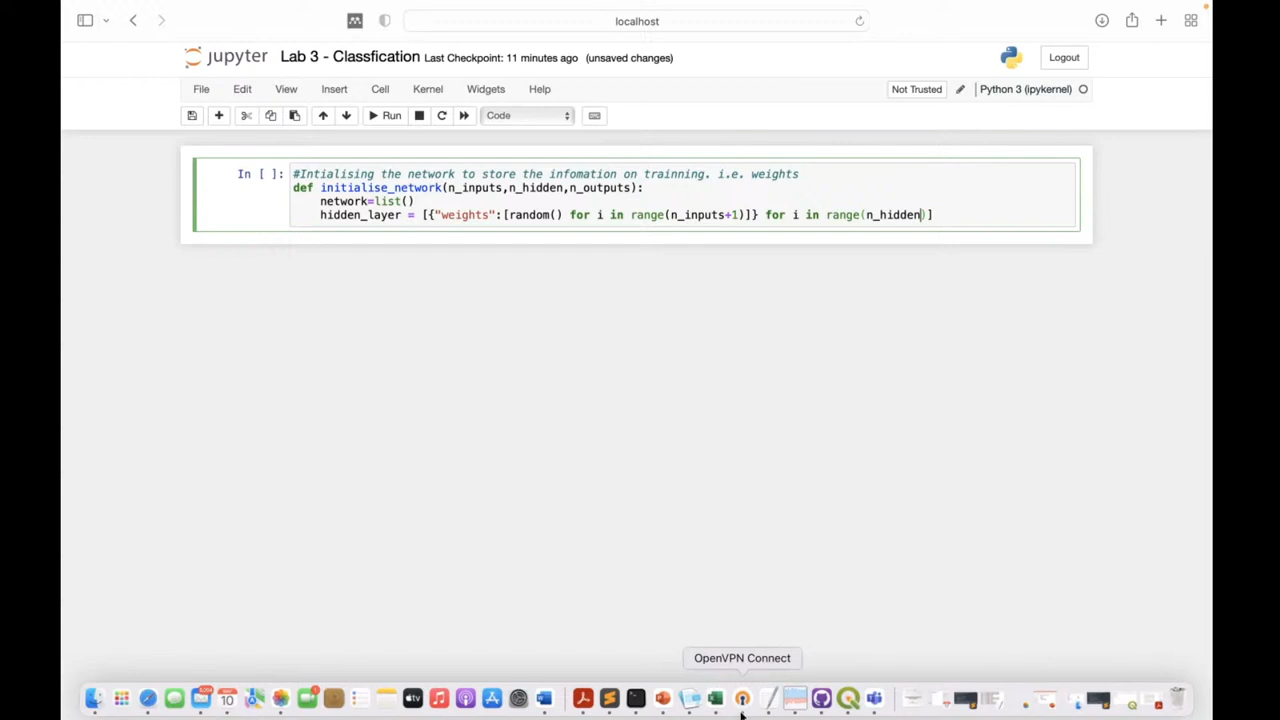 localhost
jupyter Lab 3 - Classfication Last Checkpoint: 11 minutes ago (unsaved changes)
Logout
File Edit View Insert Cell Kernel Widgets Help
Not Trusted
Python 3 (ipykernel)
Run
Code
In [ ]:
#Intialising the network to store the infomation on trainning. i.e. weights
def initialise_network(n_inputs,n_hidden,n_outputs):
network=list()
hidden_layer = [{"weights":[random() for i in range(n_inputs+1)]} for i in range(n_hidden)]
OpenVPN Connect
10
tv